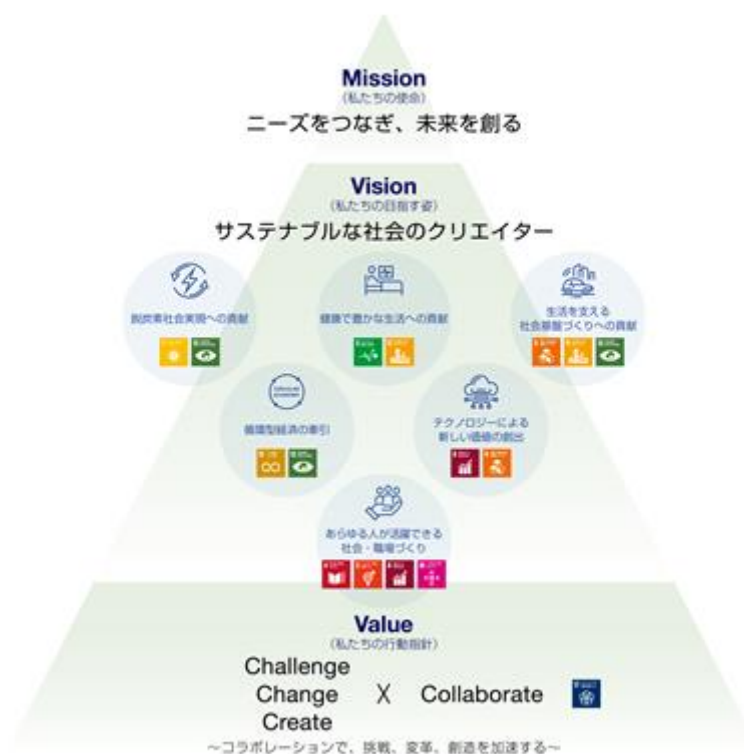 Mission
(私たちの使命)
ニーズをつなぎ、未来を創る
Vision
(私たちの目指す姿)
サステナブルな社会のクリエイター
脱炭素社会実現への貢献
健康で豊かな生活への貢献
生活を支える
社会基盤づくりへの貢献
循環型経済の牽引
テクノロジーによる
新しい価値の創出
あらゆる人が活躍できる
社会・職場づくり
Value
(私たちの行動指針)
Challenge
Change X Collaborate
Create
～コラボレーションで、挑戦、変革、創造を加速する～